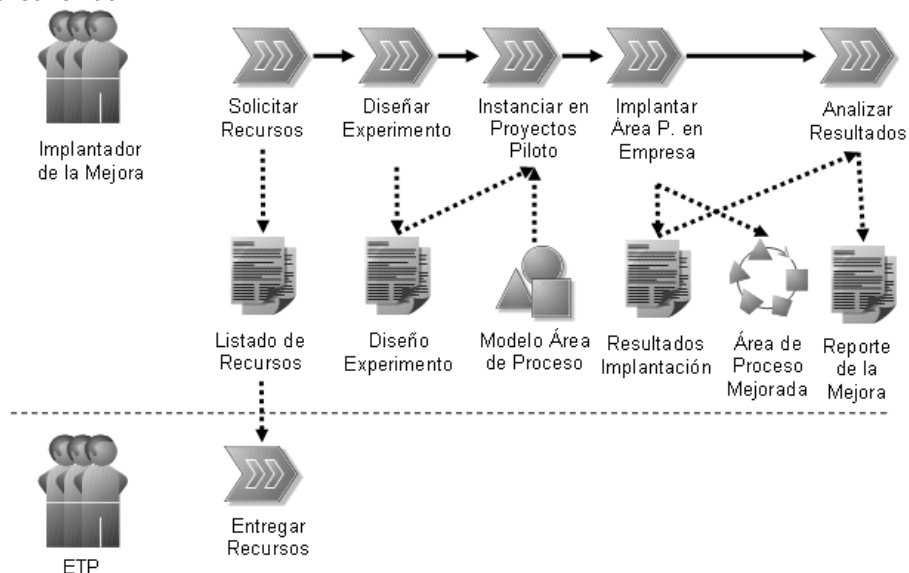 Solicitar
Recursos
Diseñar
Experimento
Instanciar en
Proyectos
Piloto
Implantar
Área P. en
Empresa
Analizar
Resultados
Implantador
de la Mejora
Listado de
Recursos
Diseño
Experimento
Modelo Área
de Proceso
Resultados
Implantación
Área de
Proceso
Mejorada
Reporte
de la
Mejora
Entregar
Recursos
ETP